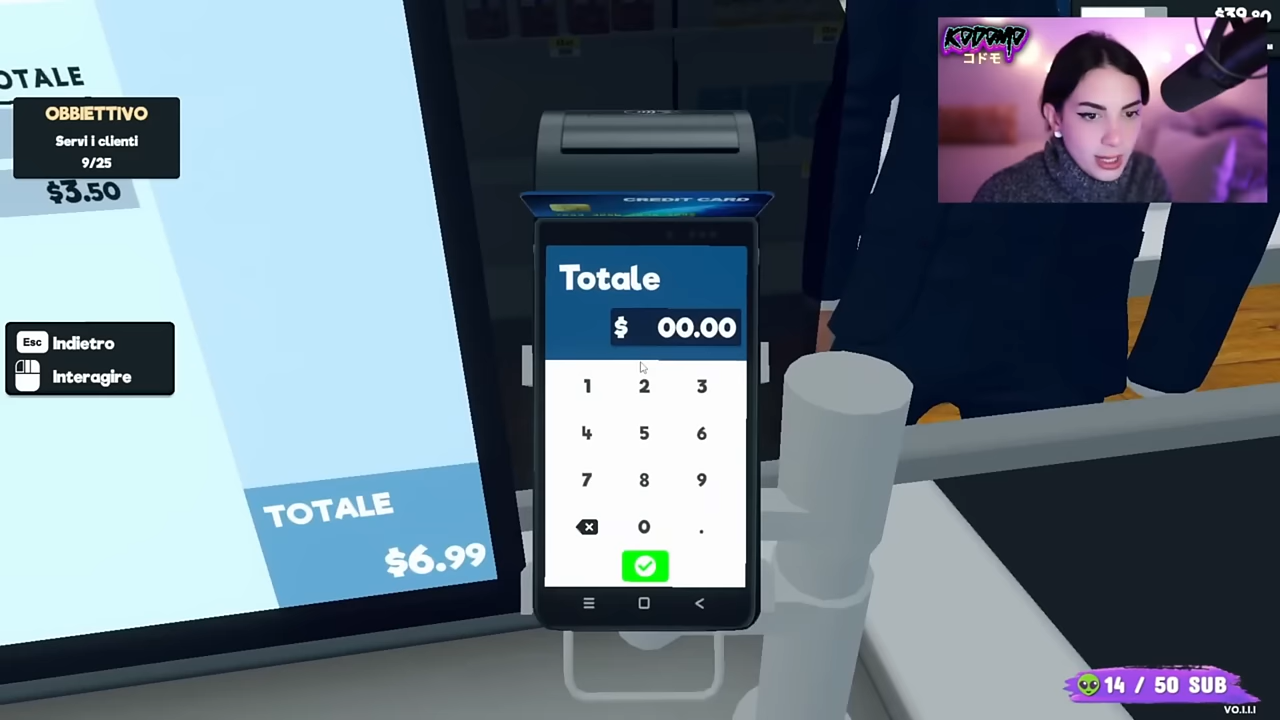 OTALE
OBBIETTIVO
Servi i clienti
9/25
$3.50
Esc Indietro
Interagire
TOTALE
$6.99
CREDIT CARD
Totale
$ 00.00
1 2 3
4 5 6
7 8 9
0 .
KODOMO
コドモ
14 / 50 SUB
V0.1.1.1